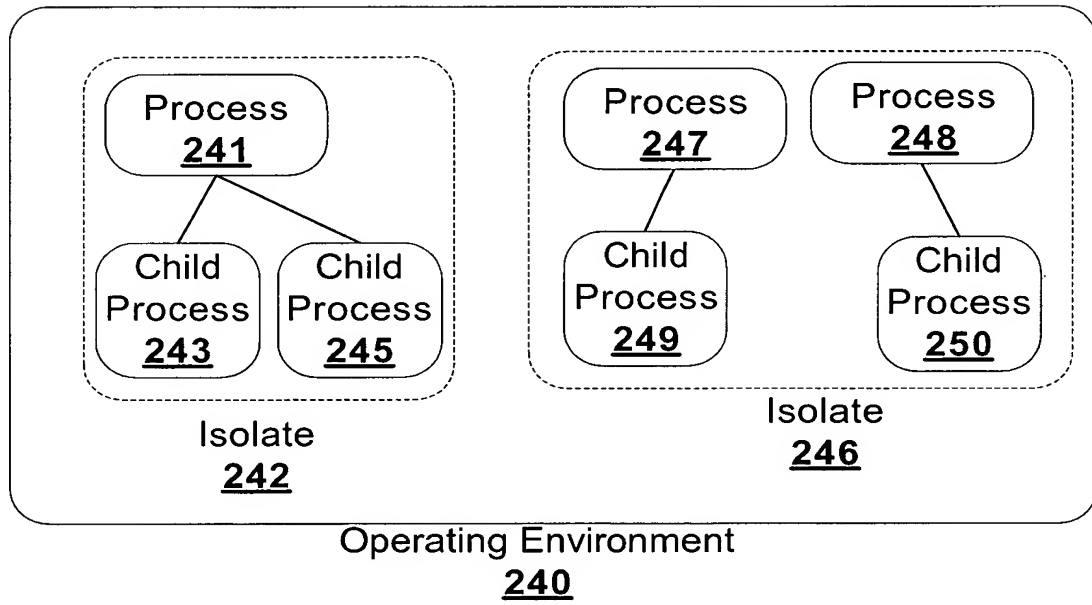 Process
241
Child
Process
243
Child
Process
245
Isolate
242
Process
247
Process
248
Child
Process
249
Child
Process
250
Isolate
246
Operating Environment
240